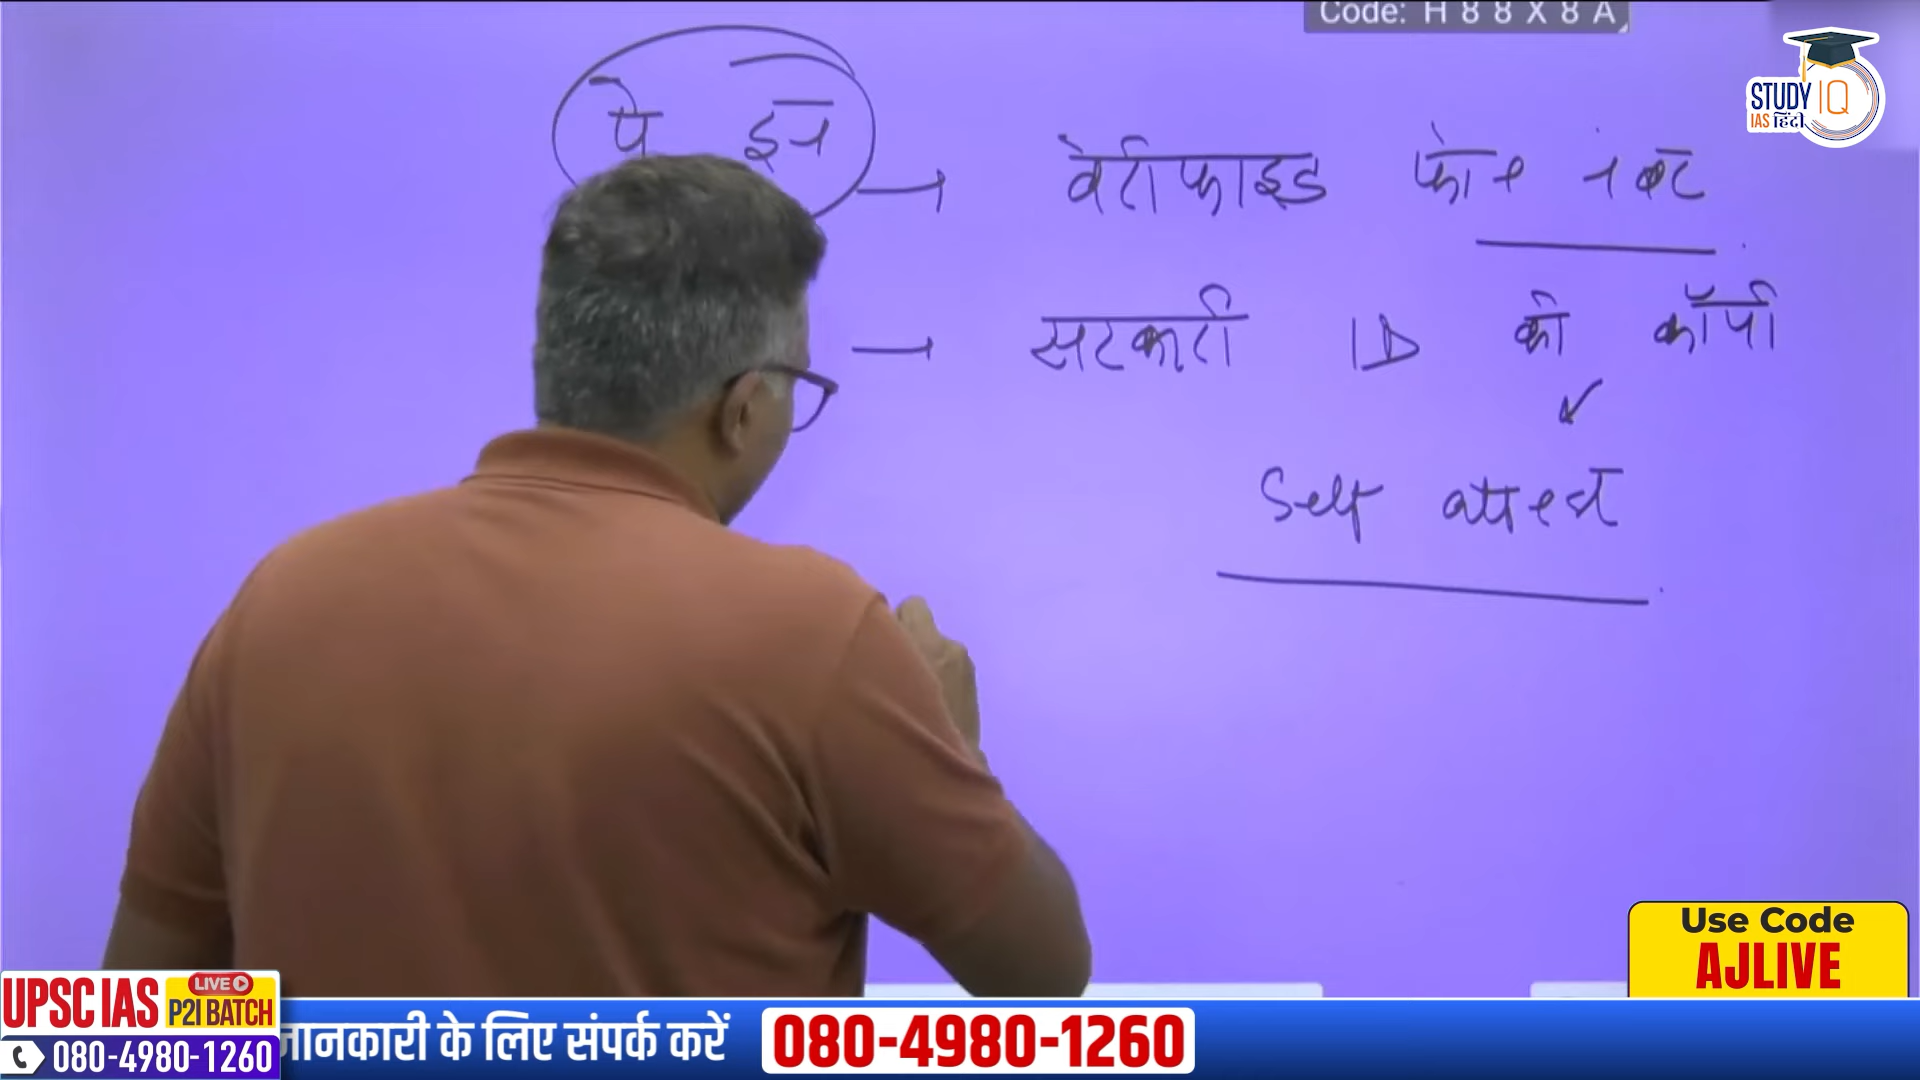 Code: H 8 8 X 8 A
STUDY IQ
IAS हिंदी
पे इन
→ वेरीफाइड फोन नंबर
→ सरकारी ID की कॉपी
Self attest
Use Code
AJLIVE
LIVE
UPSC IAS P2I BATCH
080-4980-1260
जानकारी के लिए संपर्क करें 080-4980-1260